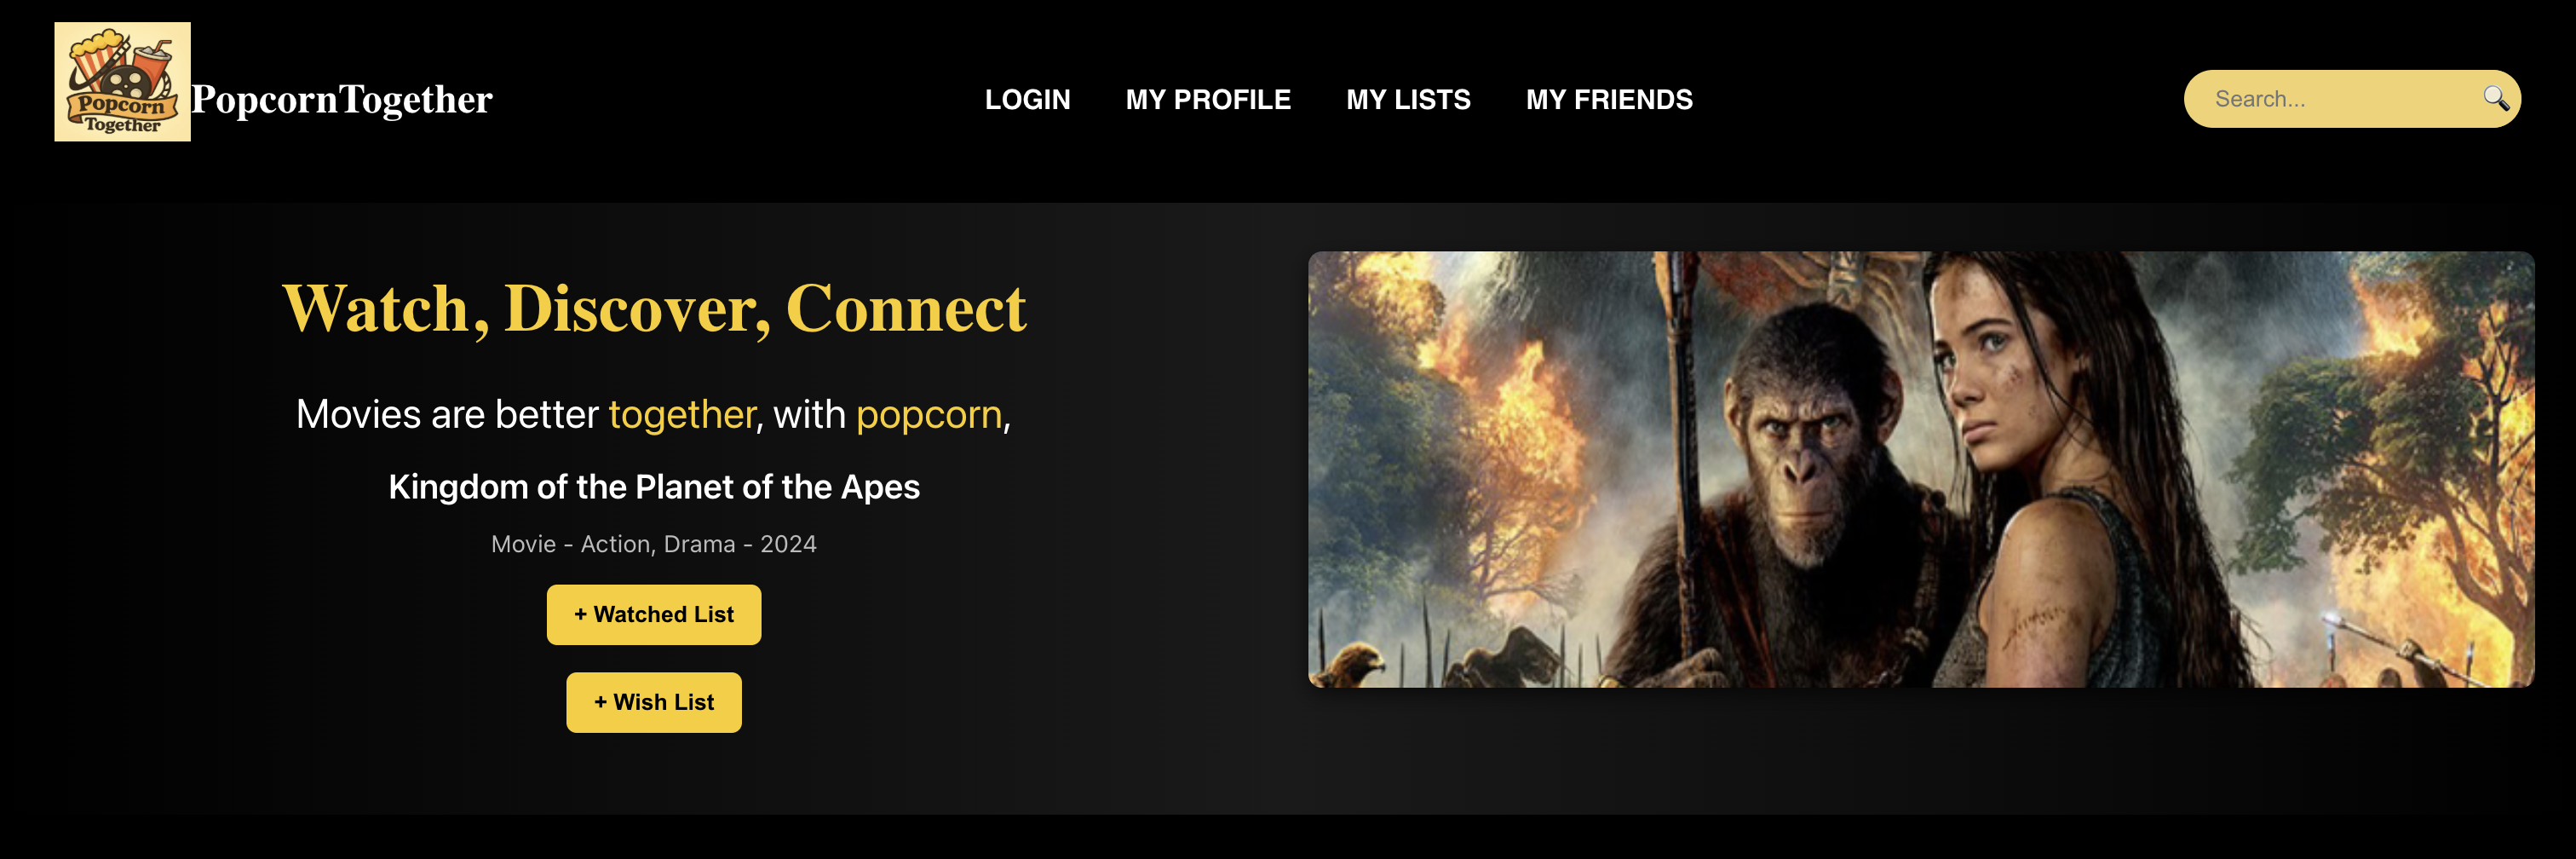 Popcorn
Together
PopcornTogether
LOGIN MY PROFILE MY LISTS MY FRIENDS
Search...
Watch, Discover, Connect
Movies are better together, with popcorn,
Kingdom of the Planet of the Apes
Movie - Action, Drama - 2024
+ Watched List
+ Wish List